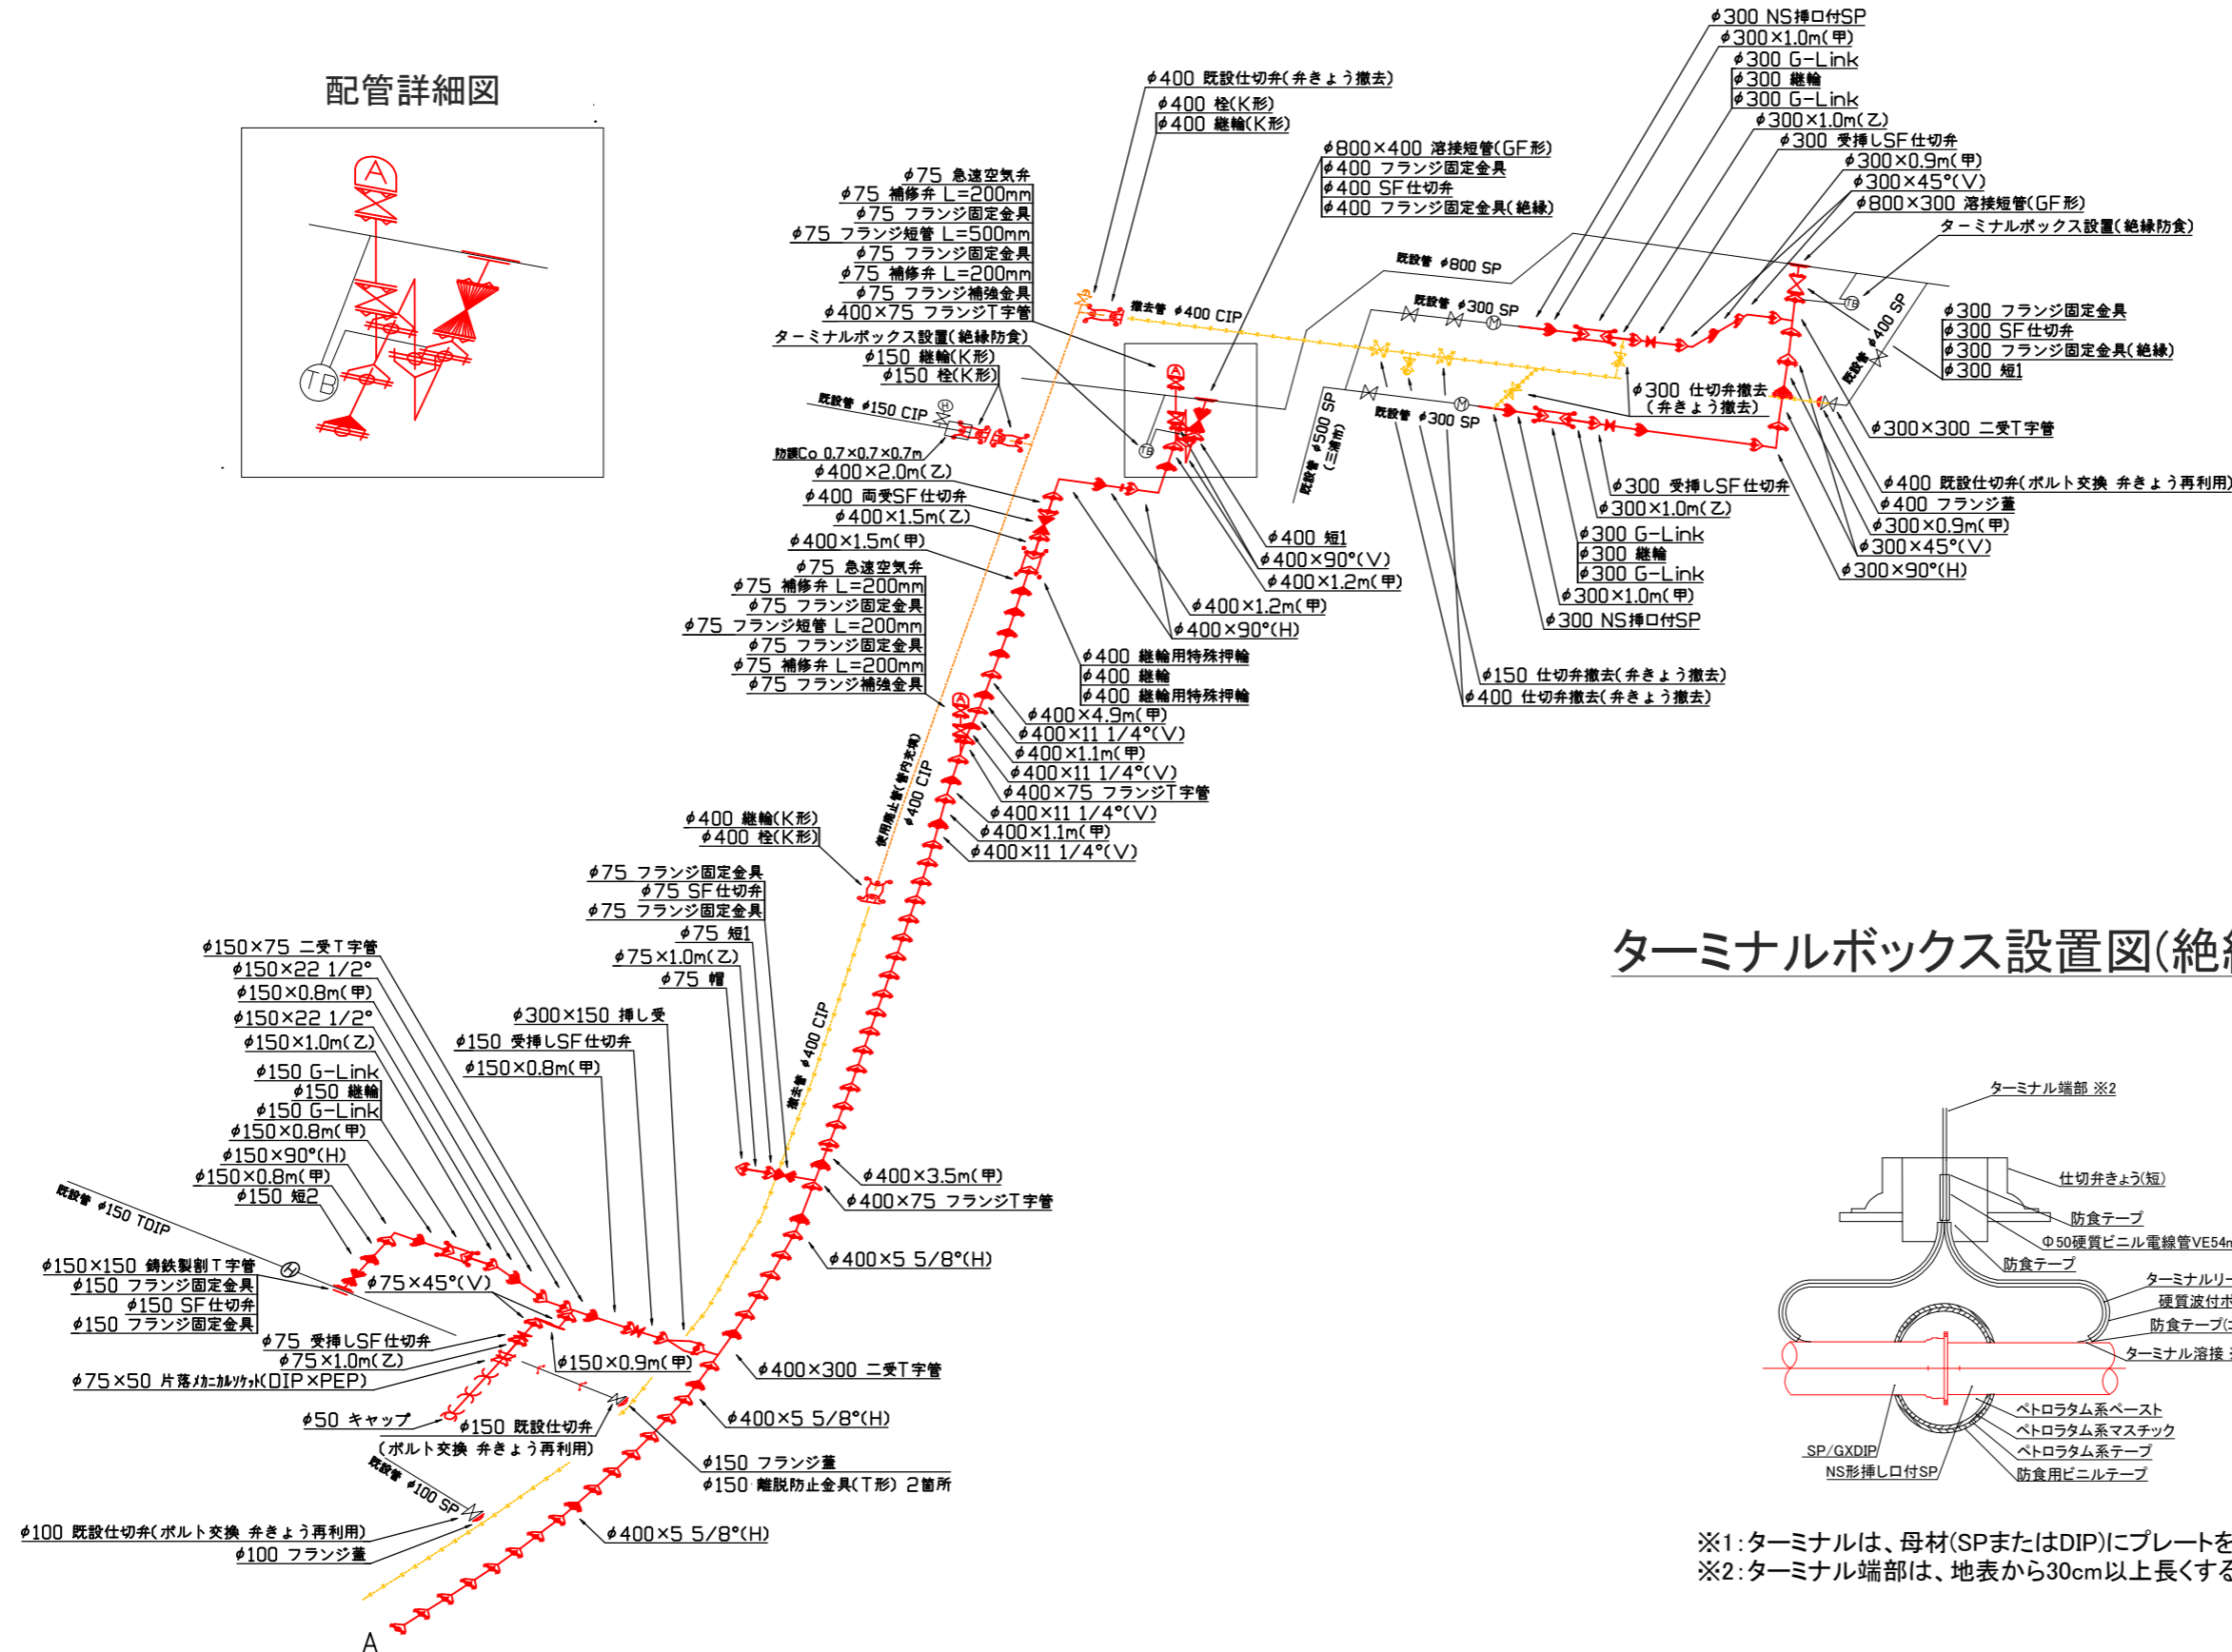 配管詳細図
A
TB
φ400 既設仕切弁(弁きょう撤去)
φ400 栓(K形)
φ400 継輪(K形)
φ800×400 溶接短管(GF形)
φ400 フランジ固定金具
φ400 SF仕切弁
φ400 フランジ固定金具(絶縁)
φ75 急速空気弁
φ75 補修弁 L=200mm
φ75 フランジ固定金具
φ75 フランジ短管 L=500mm
φ75 フランジ固定金具
φ75 補修弁 L=200mm
φ75 フランジ補強金具
φ400×75 フランジT字管
ターミナルボックス設置(絶縁防食)
φ150 継輪(K形)
φ150 栓(K形)
既設管 φ150 CIP
H
防護Co 0.7×0.7×0.7m
撤去管 φ400 CIP
A
TB
φ300 NS挿口付SP
φ300×1.0m(甲)
φ300 G-Link
φ300 継輪
φ300 G-Link
φ300×1.0m(乙)
φ300 受挿しSF仕切弁
φ300×0.9m(甲)
φ300×45°(V)
φ800×300 溶接短管(GF形)
ターミナルボックス設置(絶縁防食)
既設管 φ800 SP
既設管 φ300 SP
M
TB
既設管 φ400 SP
φ300 フランジ固定金具
φ300 SF仕切弁
φ300 フランジ固定金具(絶縁)
φ300 短1
φ300 仕切弁撤去
(弁きょう撤去)
既設管 φ500 SP
(三浦市)
既設管 φ300 SP
M
φ300×300 二受T字管
φ400 既設仕切弁(ボルト交換 弁きょう再利用)
φ400 フランジ蓋
φ300×0.9m(甲)
φ300×45°(V)
φ300×90°(H)
φ300 受挿しSF仕切弁
φ300×1.0m(乙)
φ300 G-Link
φ300 継輪
φ300 G-Link
φ300×1.0m(甲)
φ300 NS挿口付SP
φ150 仕切弁撤去(弁きょう撤去)
φ400 仕切弁撤去(弁きょう撤去)
φ400 短1
φ400×90°(V)
φ400×1.2m(甲)
φ400×1.2m(甲)
φ400×90°(H)
φ400×2.0m(乙)
φ400 両受SF仕切弁
φ400×1.5m(乙)
φ400×1.5m(甲)
φ75 急速空気弁
φ75 補修弁 L=200mm
φ75 フランジ固定金具
φ75 フランジ短管 L=200mm
φ75 フランジ固定金具
φ75 補修弁 L=200mm
φ75 フランジ補強金具
φ400 継輪用特殊押輪
φ400 継輪
φ400 継輪用特殊押輪
A
φ400×4.9m(甲)
φ400×11 1/4°(V)
φ400×1.1m(甲)
φ400×11 1/4°(V)
φ400×75 フランジT字管
φ400×11 1/4°(V)
φ400×1.1m(甲)
φ400×11 1/4°(V)
使用廃止管(管内充填)
φ400 CIP
φ400 継輪(K形)
φ400 栓(K形)
φ75 フランジ固定金具
φ75 SF仕切弁
φ75 フランジ固定金具
φ75 短1
φ75×1.0m(乙)
φ75 帽
撤去管 φ400 CIP
φ150×75 二受T字管
φ150×22 1/2°
φ150×0.8m(甲)
φ150×22 1/2°
φ150×1.0m(乙)
φ150 G-Link
φ150 継輪
φ150 G-Link
φ150×0.8m(甲)
φ150×90°(H)
φ150×0.8m(甲)
φ150 短2
φ300×150 挿し受
φ150 受挿しSF仕切弁
φ150×0.8m(甲)
既設管 φ150 TDIP
H
φ150×150 鋳鉄製割T字管
φ150 フランジ固定金具
φ150 SF仕切弁
φ150 フランジ固定金具
φ75×45°(V)
φ75 受挿しSF仕切弁
φ75×1.0m(乙)
φ75×50 片落メカニカルソケット(DIP×PEP)
φ150×0.9m(甲)
φ50 キャップ
φ150 既設仕切弁
(ボルト交換 弁きょう再利用)
既設管 φ100 SP
φ100 既設仕切弁(ボルト交換 弁きょう再利用)
φ100 フランジ蓋
φ400×3.5m(甲)
φ400×75 フランジT字管
φ400×5 5/8°(H)
φ400×300 二受T字管
φ400×5 5/8°(H)
φ150 フランジ蓋
φ150 離脱防止金具(T形) 2箇所
φ400×5 5/8°(H)
A
ターミナルボックス設置図(絶
ターミナル端部 ※2
仕切弁きょう(短)
防食テープ
Φ50硬質ビニル電線管VE54m
防食テープ
ターミナルリー
硬質波付ポ
防食テープ(コ
ターミナル溶接
ペトロラタム系ペースト
ペトロラタム系マスチック
ペトロラタム系テープ
防食用ビニルテープ
SP/GXDIP
NS形挿し口付SP
※1:ターミナルは、母材(SPまたはDIP)にプレートを
※2:ターミナル端部は、地表から30cm以上長くする